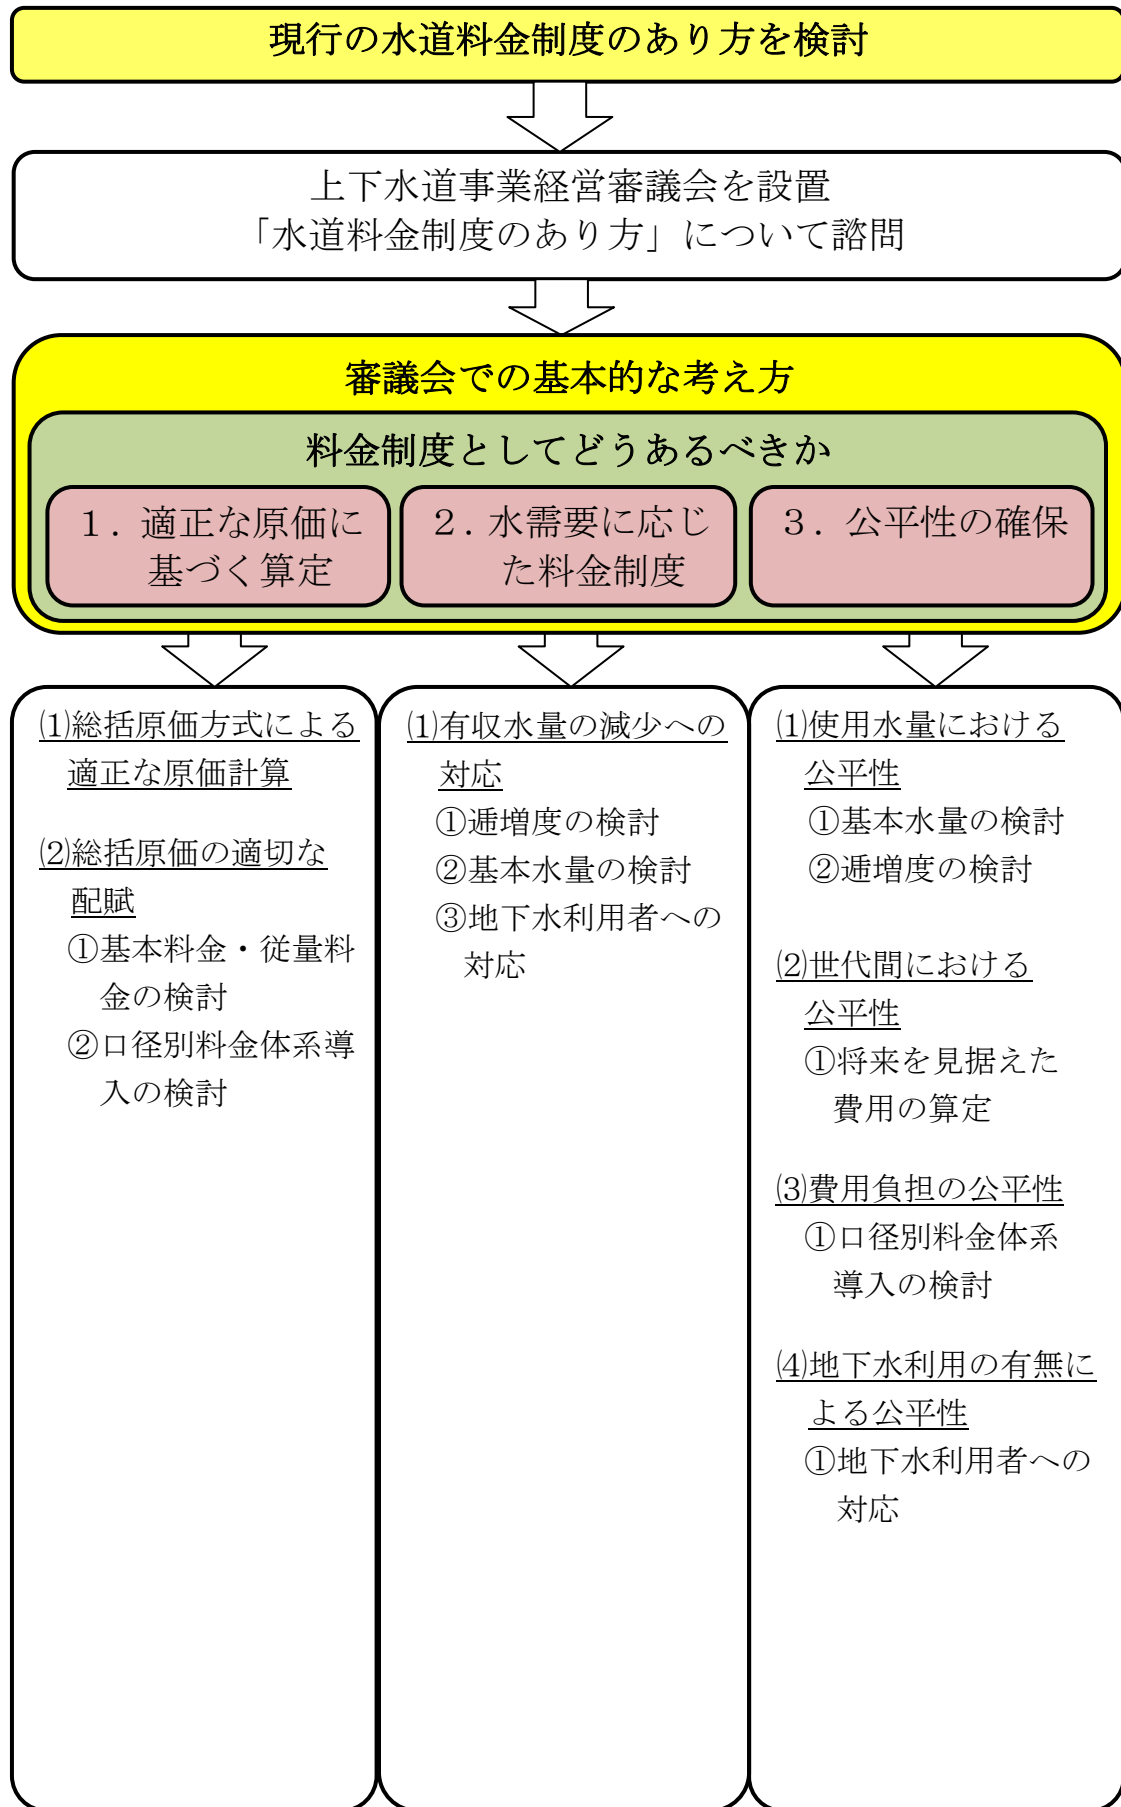 現行の水道料金制度のあり方を検討
上下水道事業経営審議会を設置
「水道料金制度のあり方」について諮問
審議会での基本的な考え方
料金制度としてどうあるべきか
１．適正な原価に
基づく算定
２．水需要に応じ
た料金制度
３．公平性の確保
⑴総括原価方式による
適正な原価計算
⑵総括原価の適切な
配賦
①基本料金・従量料
金の検討
②口径別料金体系導
入の検討
⑴有収水量の減少への
対応
①逓増度の検討
②基本水量の検討
③地下水利用者への
対応
⑴使用水量における
公平性
①基本水量の検討
②逓増度の検討
⑵世代間における
公平性
①将来を見据えた
費用の算定
⑶費用負担の公平性
①口径別料金体系
導入の検討
⑷地下水利用の有無に
よる公平性
①地下水利用者への
対応